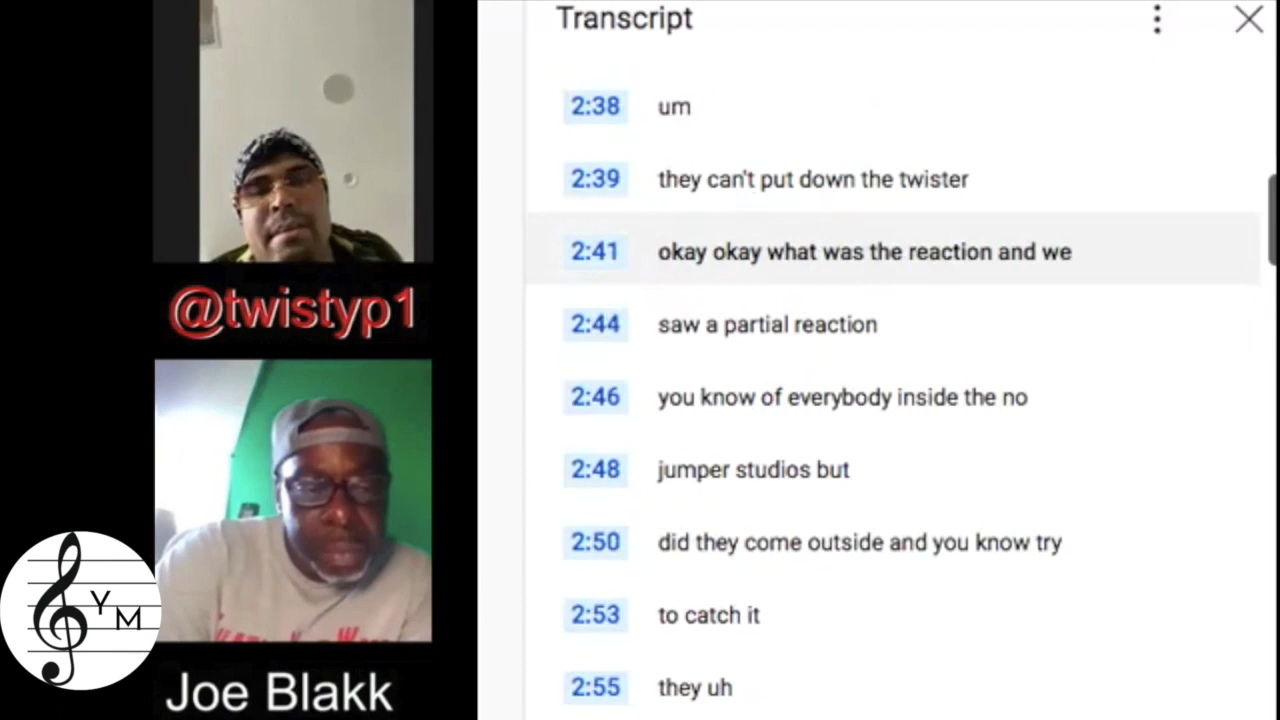 Transcript
2:38 um
2:39 they can't put down the twister
2:41 okay okay what was the reaction and we
2:44 saw a partial reaction
2:46 you know of everybody inside the no
2:48 jumper studios but
2:50 did they come outside and you know try
2:53 to catch it
2:55 they uh
@twistyp1
Joe Blakk
Y M